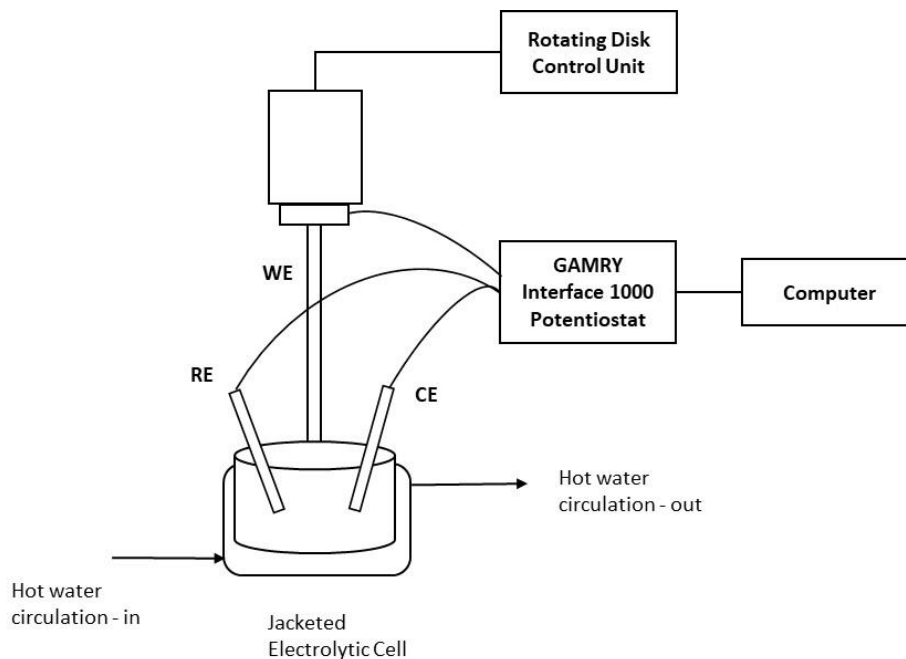 Rotating Disk
Control Unit
WE
GAMRY
Interface 1000
Potentiostat
Computer
RE
CE
Hot water
circulation - out
Hot water
circulation - in
Jacketed
Electrolytic Cell